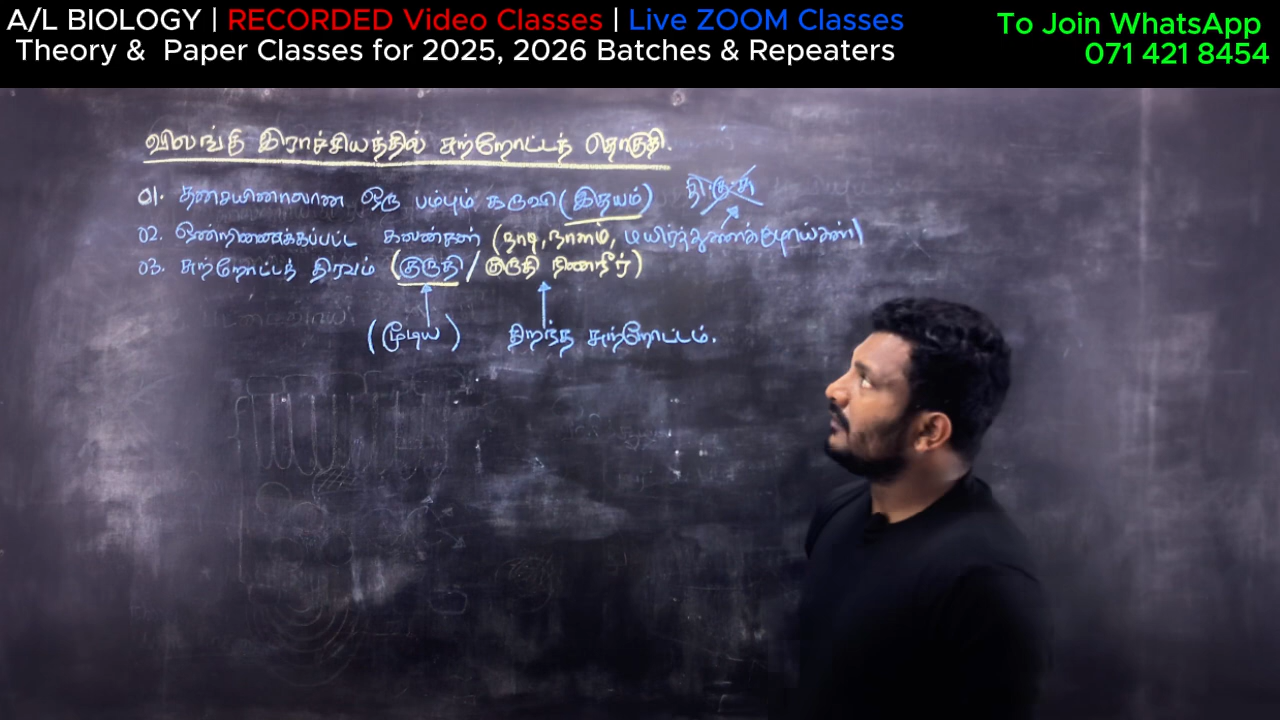 A/L BIOLOGY | RECORDED Video Classes | Live ZOOM Classes
Theory & Paper Classes for 2025, 2026 Batches & Repeaters
To Join WhatsApp
071 421 8454
விலங்கு இராச்சியத்தில் சுற்றோட்டத் தொகுதி.
01. தசையினாலான ஒரு பம்பும் கருவி (இதயம்) தி.சு.சு
02. ஒன்றிணைக்கப்பட்ட கலன்கள் (நாடி, நாளம், மயிர்த்துளைக்குழாய்கள்)
03. சுற்றோட்டத் திரவம் (குருதி / குருதி நிணநீர்)
(மூடிய) திறந்த சுற்றோட்டம்.